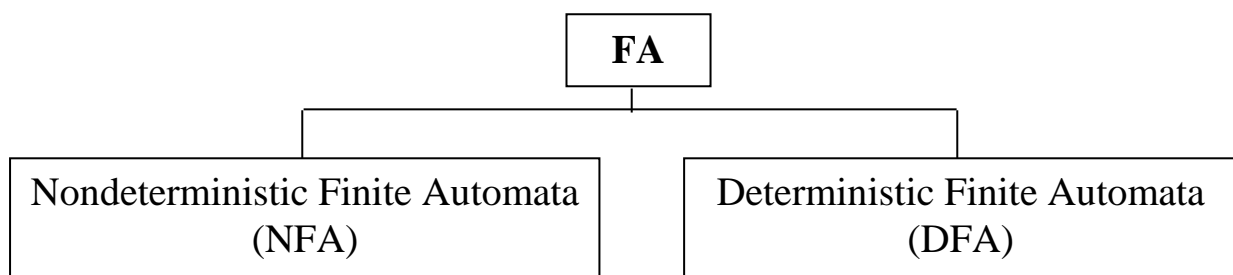 FA
Nondeterministic Finite Automata
(NFA)
Deterministic Finite Automata
(DFA)